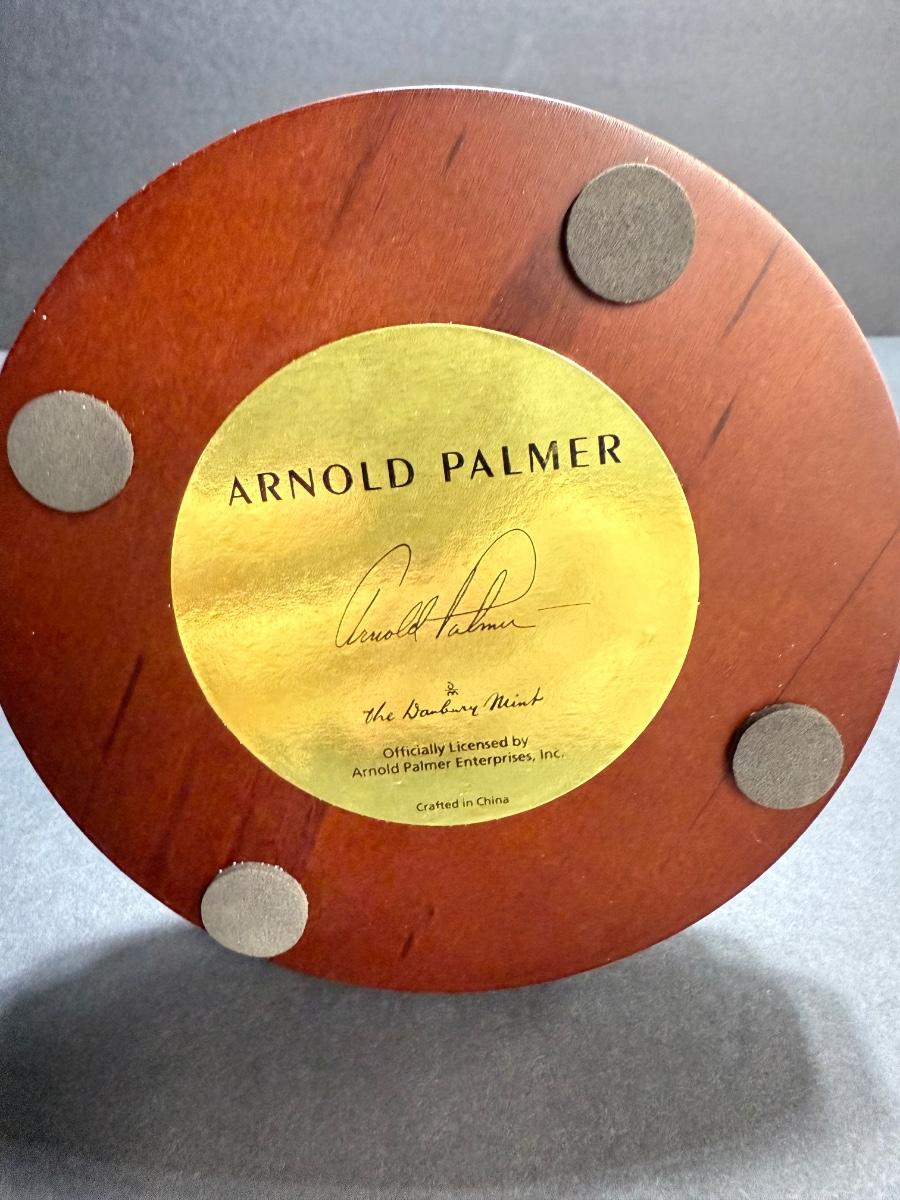 ARNOLD PALMER
Arnold Palmer
the Danbury Mint
Officially Licensed by
Arnold Palmer Enterprises, Inc.
Crafted in China